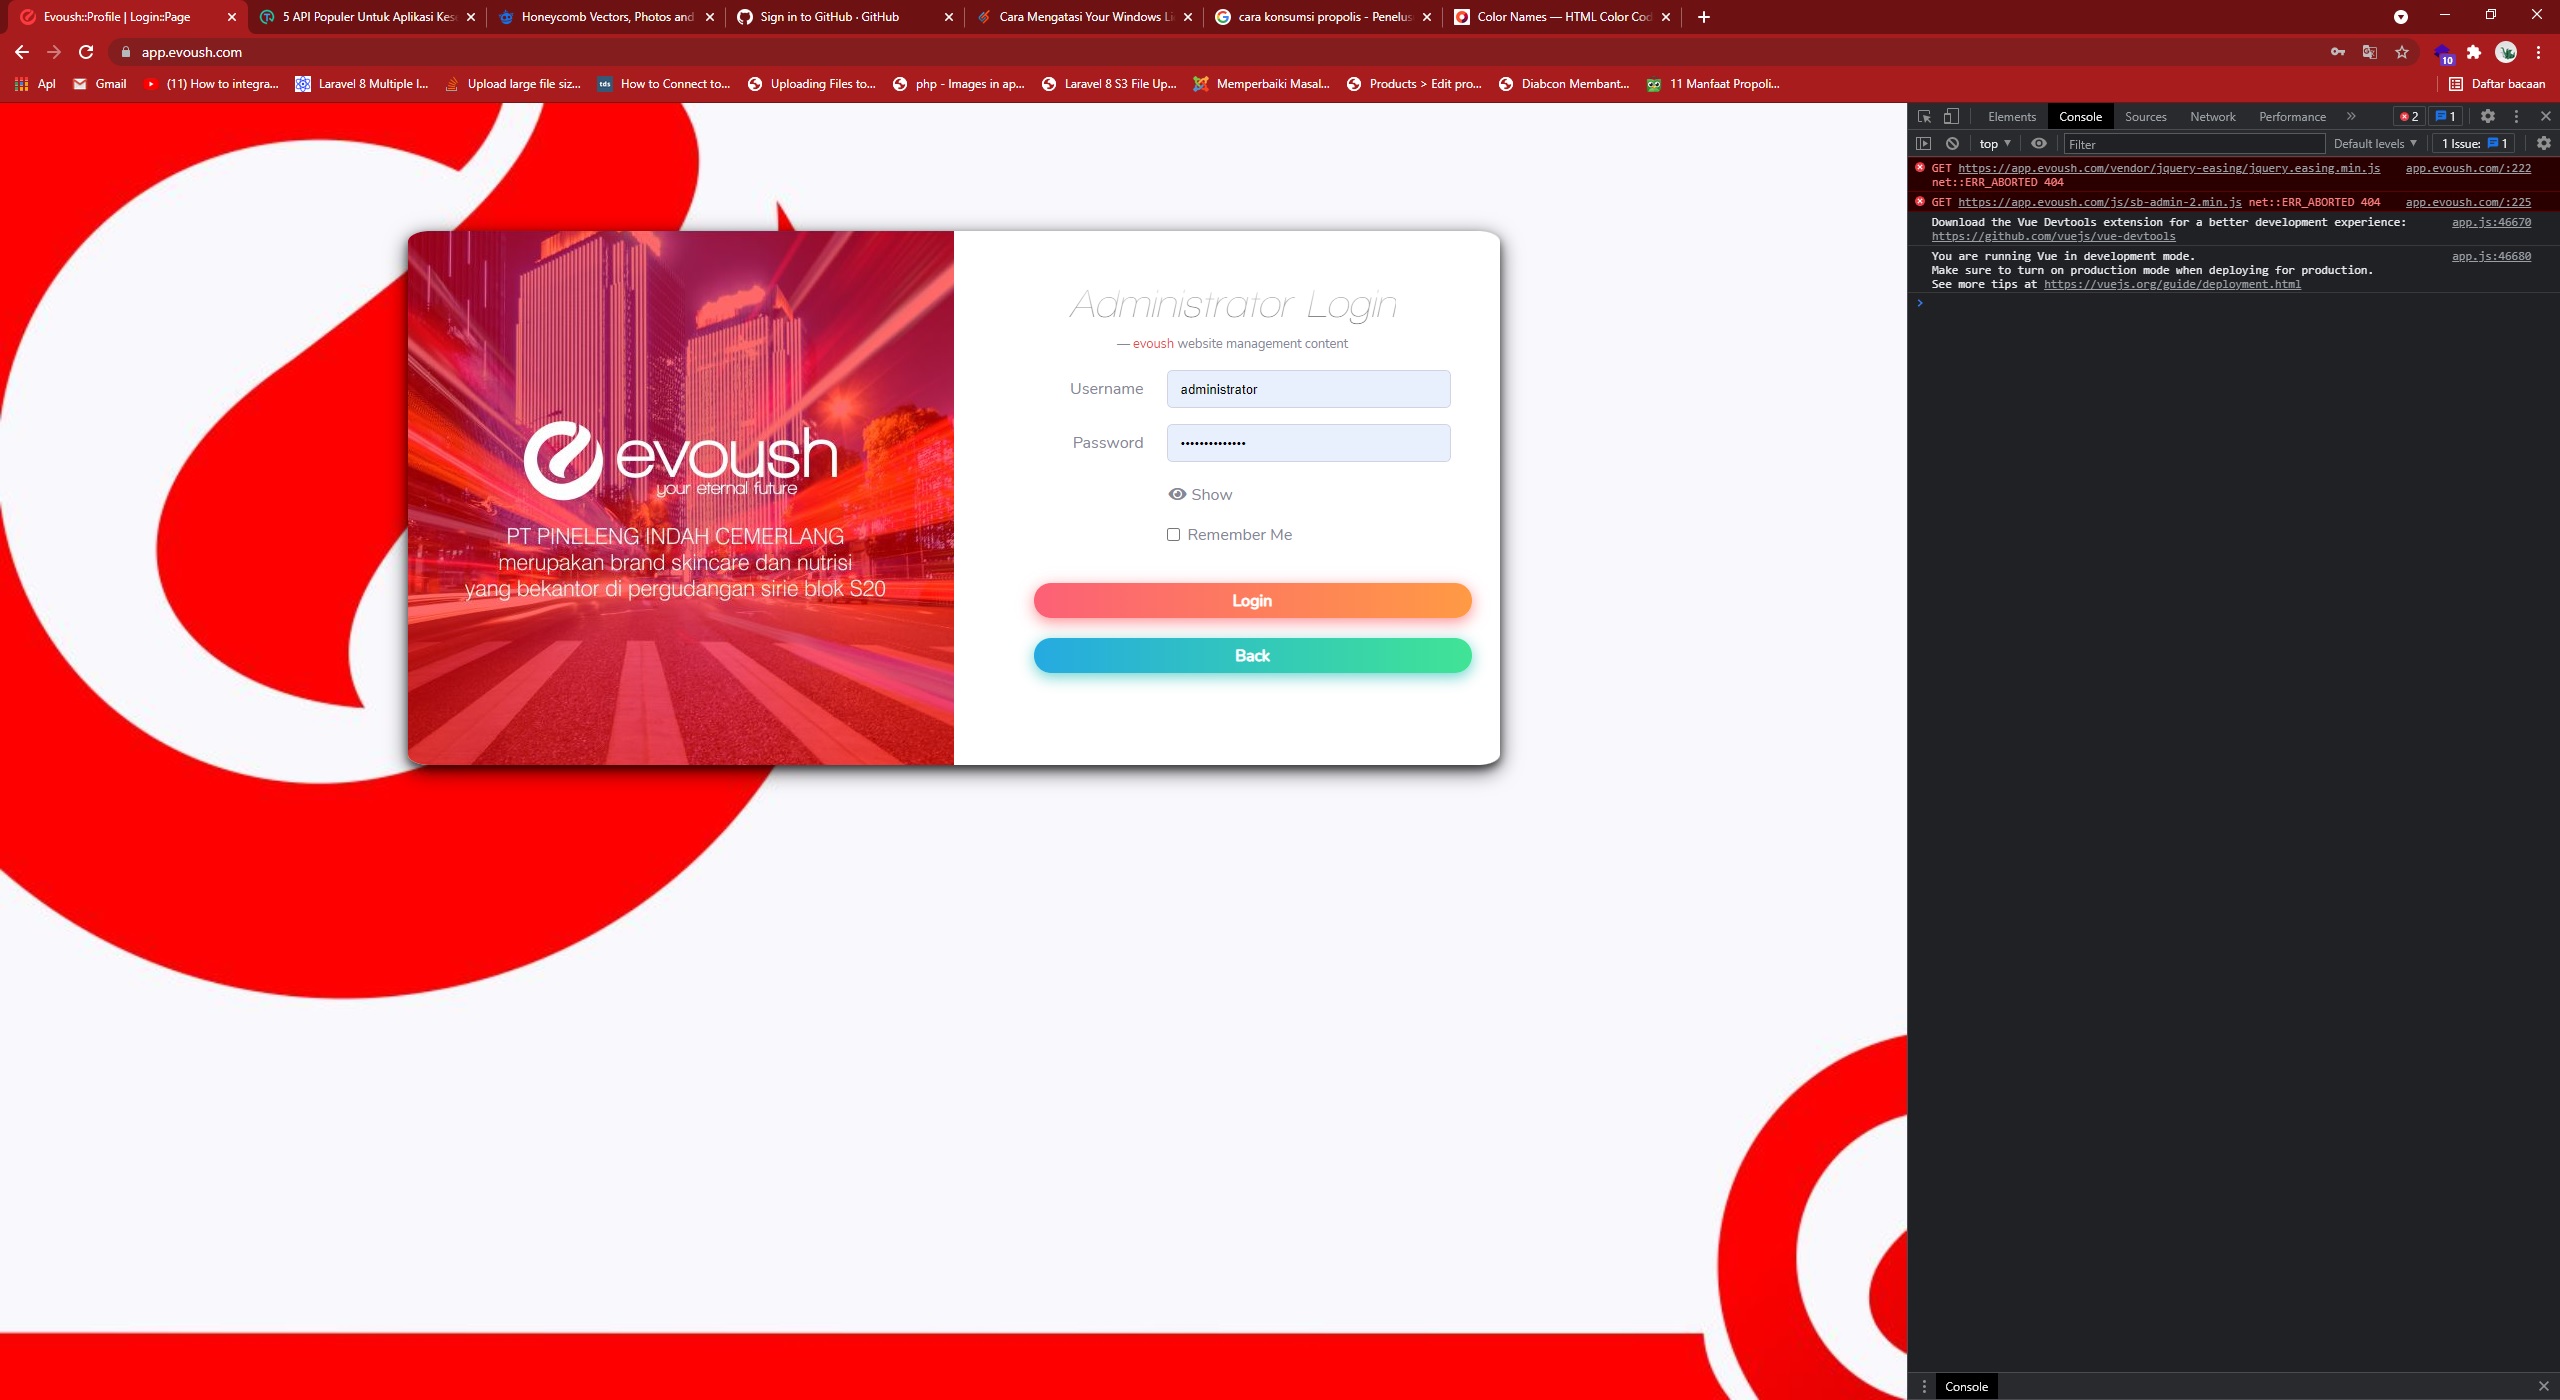 Evoush::Profile | Login::Page
5 API Populer Untuk Aplikasi Kese
Honeycomb Vectors, Photos and
Sign in to GitHub · GitHub
Cara Mengatasi Your Windows Li
cara konsumsi propolis - Penelus
Color Names — HTML Color Cod
app.evoush.com
10
Apl
Gmail
(11) How to integra...
Laravel 8 Multiple I...
Upload large file siz...
tds
How to Connect to...
Uploading Files to...
php - Images in ap...
Laravel 8 S3 File Up...
Memperbaiki Masal...
Products > Edit pro...
Diabcon Membant...
11 Manfaat Propoli...
Daftar bacaan
evoush
your eternal future
PT PINELENG INDAH CEMERLANG
merupakan brand skincare dan nutrisi
yang bekantor di pergudangan sirie blok S20
Administrator Login
— evoush website management content
Username
administrator
Password
••••••••••••••
Show
Remember Me
Login
Back
Elements Console Sources Network Performance » 2 1
top Filter Default levels 1 Issue: 1
GET https://app.evoush.com/vendor/jquery-easing/jquery.easing.min.js app.evoush.com/:222
net::ERR_ABORTED 404
GET https://app.evoush.com/js/sb-admin-2.min.js net::ERR_ABORTED 404 app.evoush.com/:225
Download the Vue Devtools extension for a better development experience: app.js:46670
https://github.com/vuejs/vue-devtools
You are running Vue in development mode. app.js:46680
Make sure to turn on production mode when deploying for production.
See more tips at https://vuejs.org/guide/deployment.html
Console